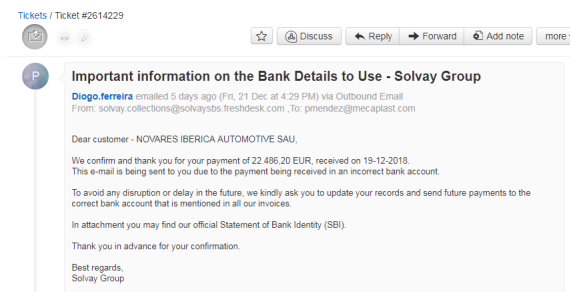 Tickets / Ticket #2614229
Discuss Reply Forward Add note more
P
Important information on the Bank Details to Use - Solvay Group
Diogo.ferreira emailed 5 days ago (Fri, 21 Dec at 4:29 PM) via Outbound Email
From: solvay.collections@solvaysbs.freshdesk.com ,To: pmendez@mecaplast.com
Dear customer - NOVARES IBERICA AUTOMOTIVE SAU,
We confirm and thank you for your payment of 22.486,20 EUR, received on 19-12-2018.
This e-mail is being sent to you due to the payment being received in an incorrect bank account.
To avoid any disruption or delay in the future, we kindly ask you to update your records and send future payments to the
correct bank account that is mentioned in all our invoices.
In attachment you may find our official Statement of Bank Identity (SBI).
Thank you in advance for your confirmation.
Best regards,
Solvay Group